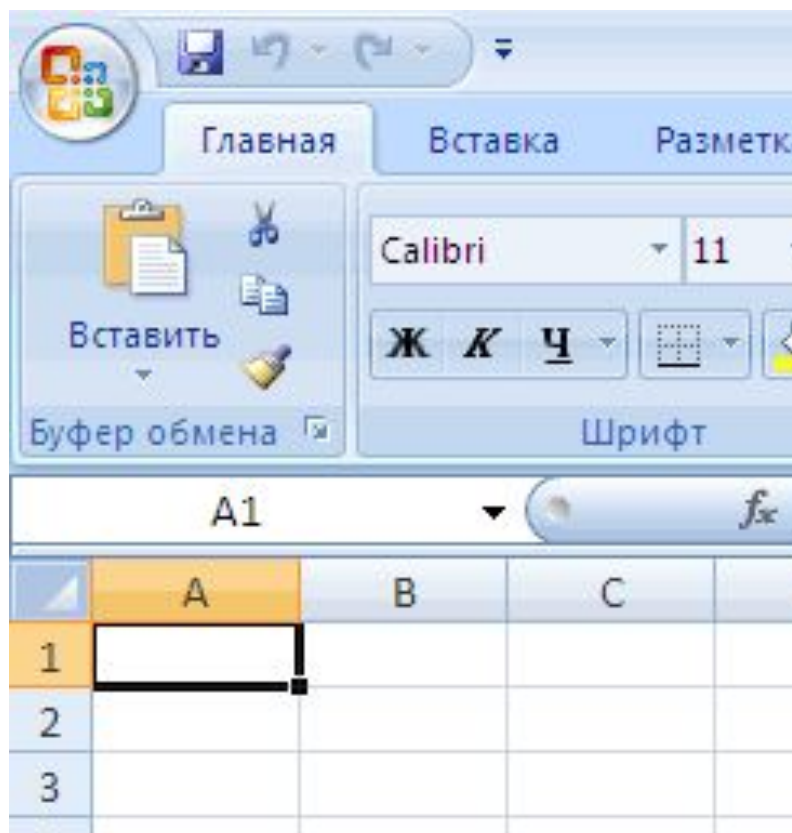 Главная Вставка Разметк
Calibri 11
Вставить
Ж К Ч
Буфер обмена Шрифт
A1 fx
A B C
1
2
3